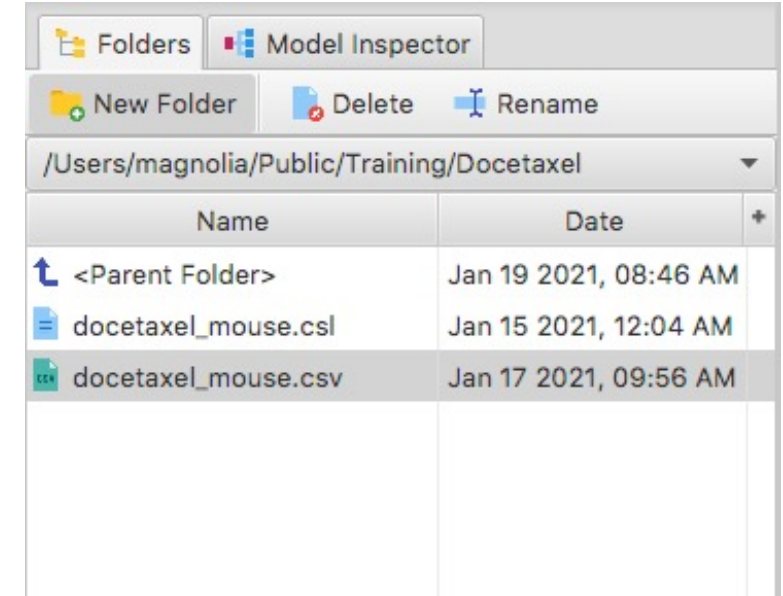 Folders Model Inspector
New Folder Delete Rename
/Users/magnolia/Public/Training/Docetaxel
Name Date +
<Parent Folder> Jan 19 2021, 08:46 AM
docetaxel_mouse.csl Jan 15 2021, 12:04 AM
docetaxel_mouse.csv Jan 17 2021, 09:56 AM